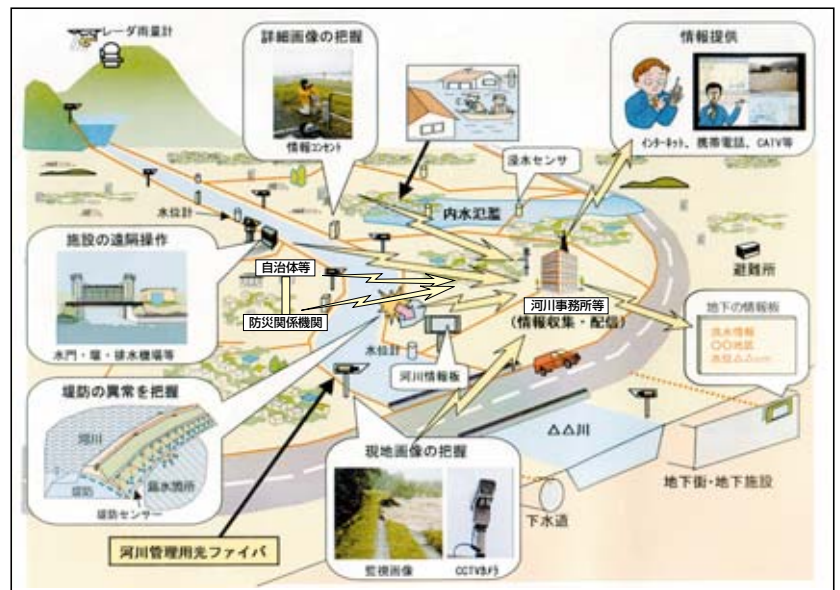 レーダ雨量計
詳細画像の把握
情報コンセント
情報提供
インターネット、携帯電話、CATV等
浸水センサ
内水氾濫
水位計
施設の遠隔操作
水門・堰・排水機場等
自治体等
防災関係機関
河川事務所等
(情報収集・配信)
避難所
地下の情報板
洪水情報
〇〇地区
水位△△cm
水位計
河川情報板
堤防の異常を把握
河川
漏水箇所
堤防
堤防センサー
現地画像の把握
監視画像
CCTVカメラ
△△川
地下街・地下施設
下水道
河川管理用光ファイバ